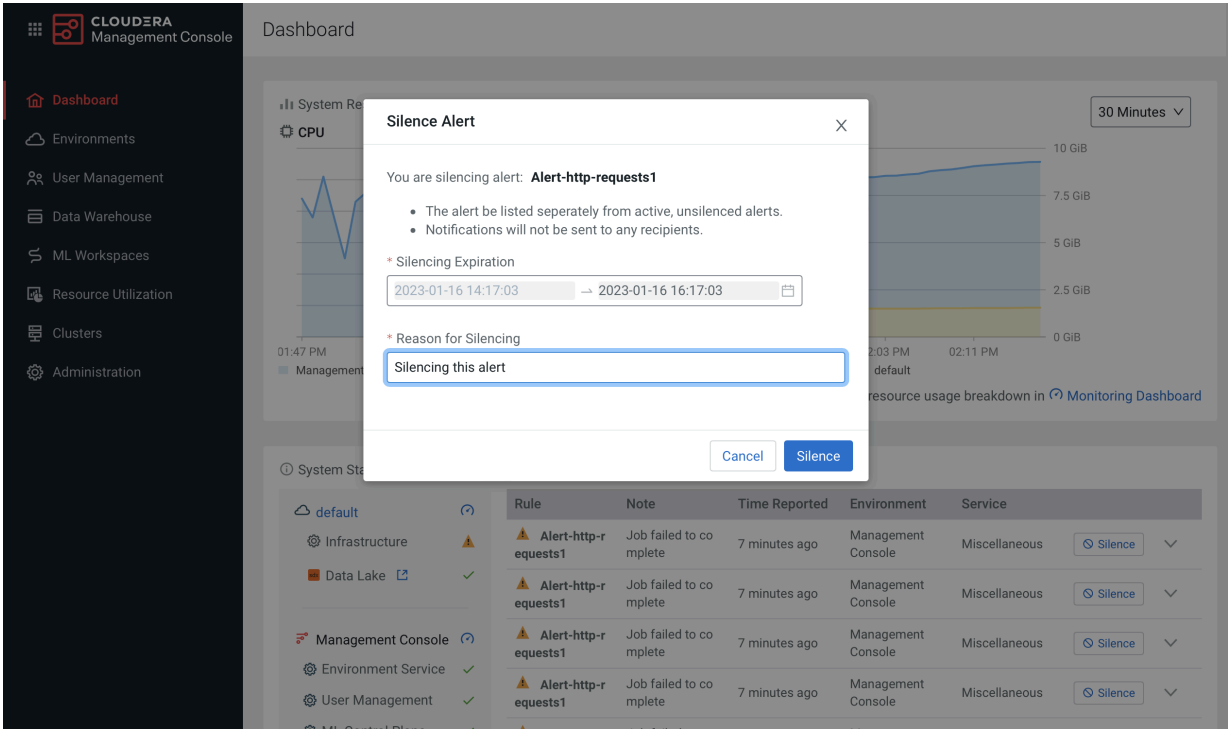 CLOUDERA
Management Console
Dashboard
Environments
User Management
Data Warehouse
ML Workspaces
Resource Utilization
Clusters
Administration
Dashboard
System Re
30 Minutes
CPU
10 GiB
7.5 GiB
5 GiB
2.5 GiB
0 GiB
01:47 PM
2:03 PM
02:11 PM
Management
default
resource usage breakdown in Monitoring Dashboard
Silence Alert
You are silencing alert: Alert-http-requests1
The alert be listed seperately from active, unsilenced alerts.
Notifications will not be sent to any recipients.
* Silencing Expiration
2023-01-16 14:17:03 → 2023-01-16 16:17:03
* Reason for Silencing
Silencing this alert
Cancel
Silence
System Sta
default
Infrastructure
Data Lake
Management Console
Environment Service
User Management
ML Control Plane
Rule Note Time Reported Environment Service
Alert-http-r Job failed to co 7 minutes ago Management Miscellaneous Silence
equests1 mplete Console
Alert-http-r Job failed to co 7 minutes ago Management Miscellaneous Silence
equests1 mplete Console
Alert-http-r Job failed to co 7 minutes ago Management Miscellaneous Silence
equests1 mplete Console
Alert-http-r Job failed to co 7 minutes ago Management Miscellaneous Silence
equests1 mplete Console